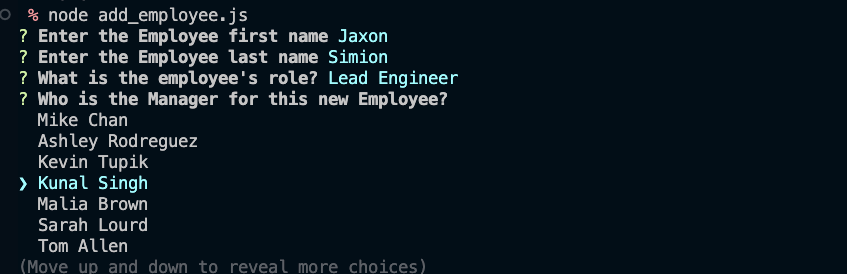 % node add_employee.js
? Enter the Employee first name Jaxon
? Enter the Employee last name Simion
? What is the employee's role? Lead Engineer
? Who is the Manager for this new Employee?
Mike Chan
Ashley Rodreguez
Kevin Tupik
❯ Kunal Singh
Malia Brown
Sarah Lourd
Tom Allen
(Move up and down to reveal more choices)